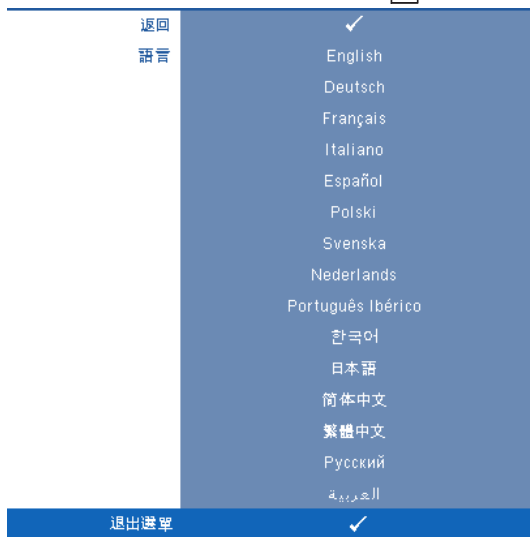 返回 ✓
語言 English
Deutsch
Français
Italiano
Español
Polski
Svenska
Nederlands
Português Ibérico
한국어
日本語
简体中文
繁體中文
Русский
العربية
退出選單 ✓